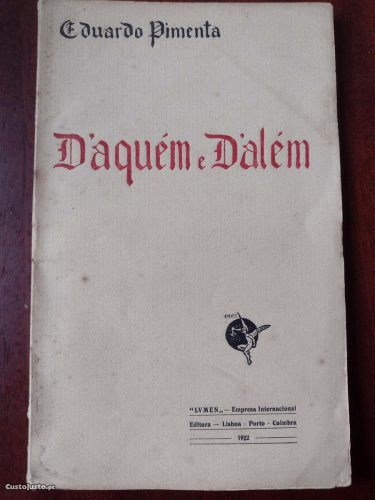 Eduardo Pimenta
D'aquém e D'além
"LVMEN„ — Empresa Internacional
Editora — Lisboa - Porto - Coimbra
1922
CustoJusto.pt